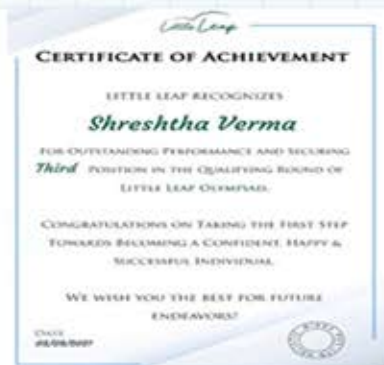 Little Leap
CERTIFICATE OF ACHIEVEMENT
LITTLE LEAP RECOGNIZES
Shreshtha Verma
FOR OUTSTANDING PERFORMANCE AND SECURING
Third POSITION IN THE QUALIFYING ROUND OF
LITTLE LEAP OLYMPIAD.
CONGRATULATIONS ON TAKING THE FIRST STEP
TOWARDS BECOMING A CONFIDENT, HAPPY &
SUCCESSFUL INDIVIDUAL.
WE WISH YOU THE BEST FOR FUTURE
ENDEAVORS!
DATE